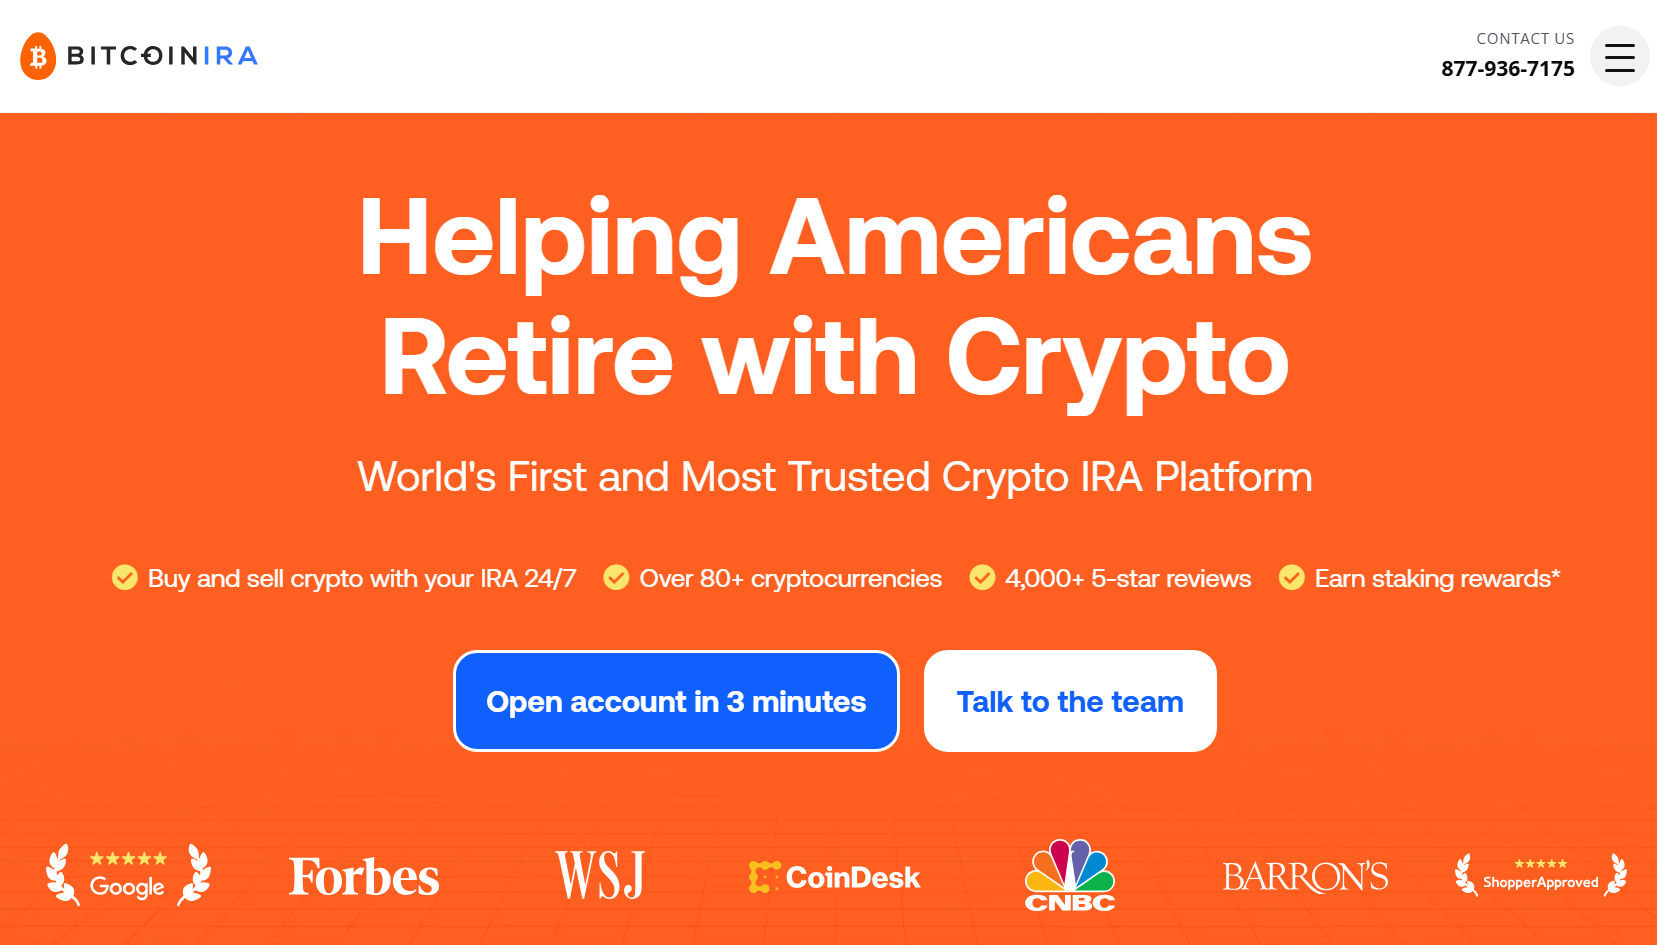 BITCOINIRA
CONTACT US
877-936-7175
Helping Americans
Retire with Crypto
World's First and Most Trusted Crypto IRA Platform
Buy and sell crypto with your IRA 24/7
Over 80+ cryptocurrencies
4,000+ 5-star reviews
Earn staking rewards*
Open account in 3 minutes
Talk to the team
Google
Forbes
WSJ
CoinDesk
CNBC
BARRON'S
ShopperApproved